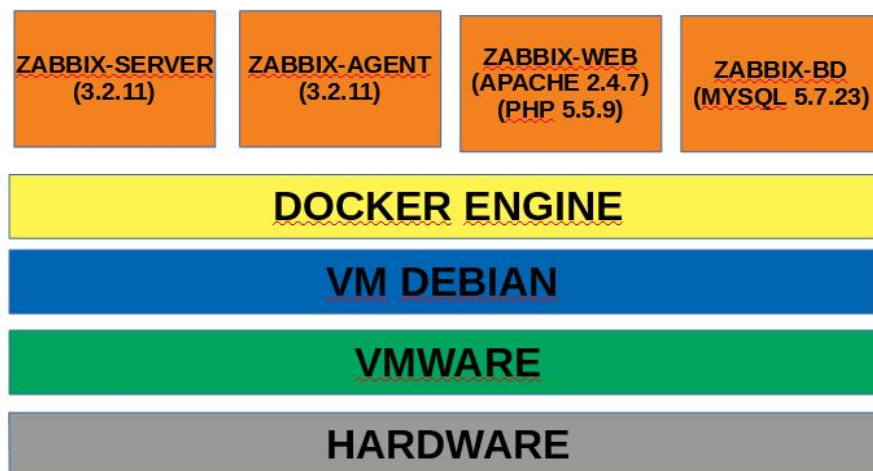 ZABBIX-SERVER
(3.2.11)
ZABBIX-AGENT
(3.2.11)
ZABBIX-WEB
(APACHE 2.4.7)
(PHP 5.5.9)
ZABBIX-BD
(MYSQL 5.7.23)
DOCKER ENGINE
VM DEBIAN
VMWARE
HARDWARE